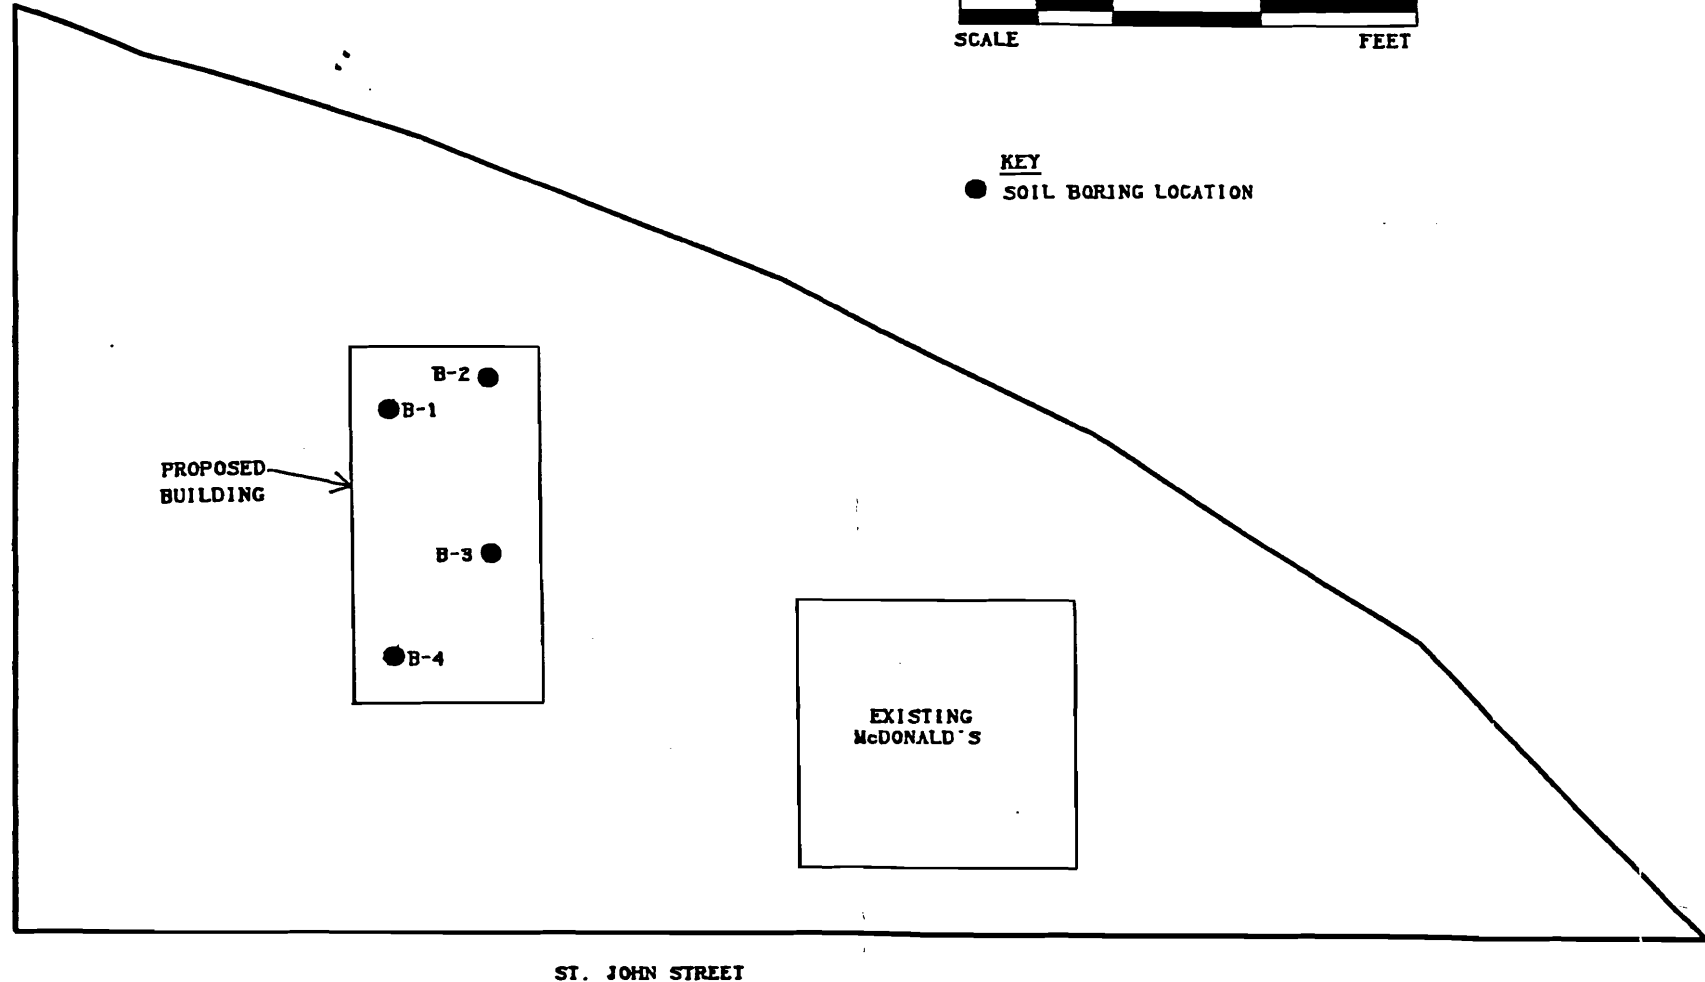 SCALE FEET
KEY
SOIL BORING LOCATION
B-2
B-1
PROPOSED
BUILDING
B-3
B-4
EXISTING
McDONALD'S
ST. JOHN STREET